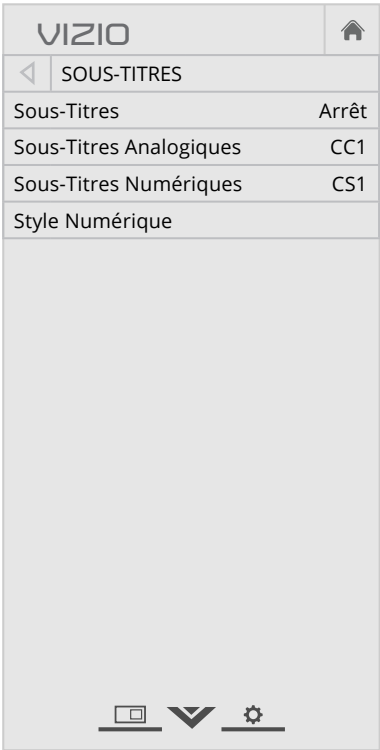 VIZIO
SOUS-TITRES
Sous-Titres Arrêt
Sous-Titres Analogiques CC1
Sous-Titres Numériques CS1
Style Numérique